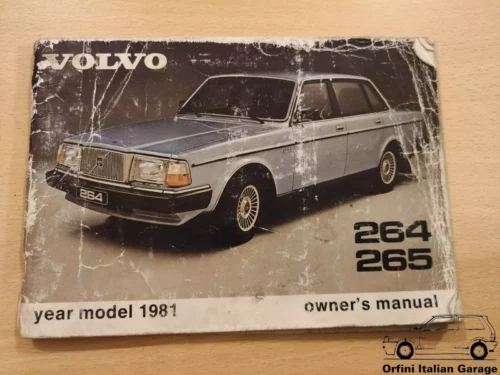 VOLVO
264
264
265
year model 1981 owner's manual
Orfini Italian Garage